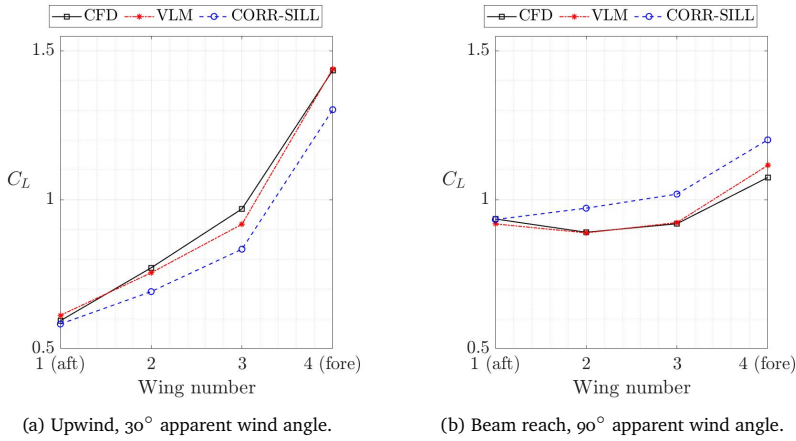 CFD VLM CORR-SILL
1.5
1
0.5
C_L
1 (aft) 2 3 4 (fore)
Wing number
(a) Upwind, 30° apparent wind angle.
CFD VLM CORR-SILL
1.5
1
0.5
C_L
1 (aft) 2 3 4 (fore)
Wing number
(b) Beam reach, 90° apparent wind angle.